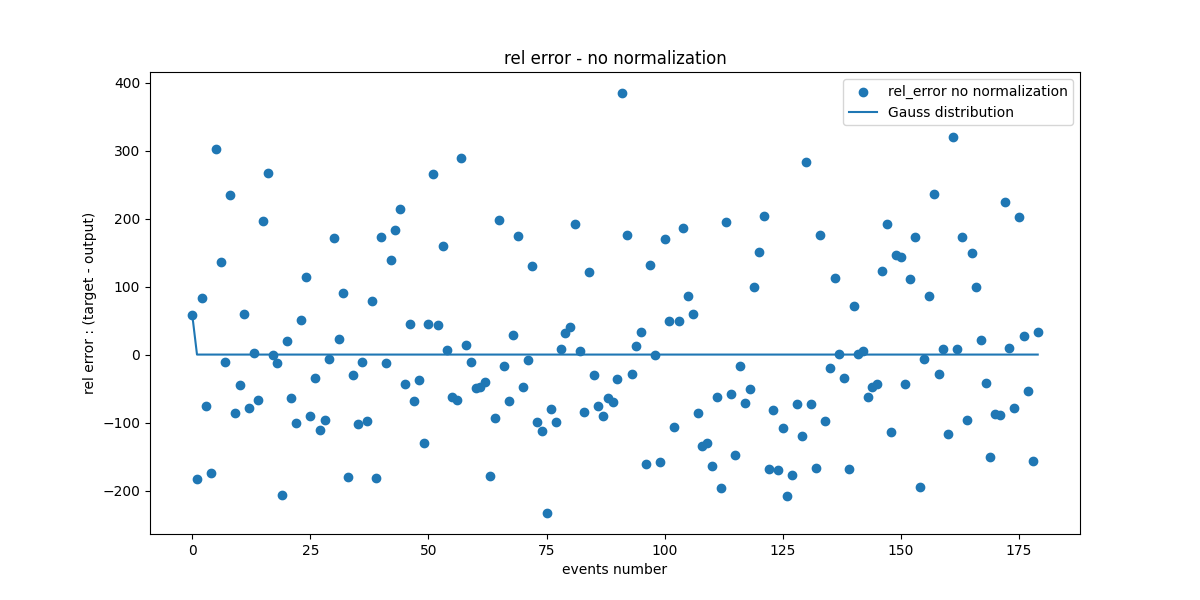 rel error - no normalization
400
300
200
100
0
−100
−200
rel error : (target - output)
rel_error no normalization
Gauss distribution
0 25 50 75 100 125 150 175
events number